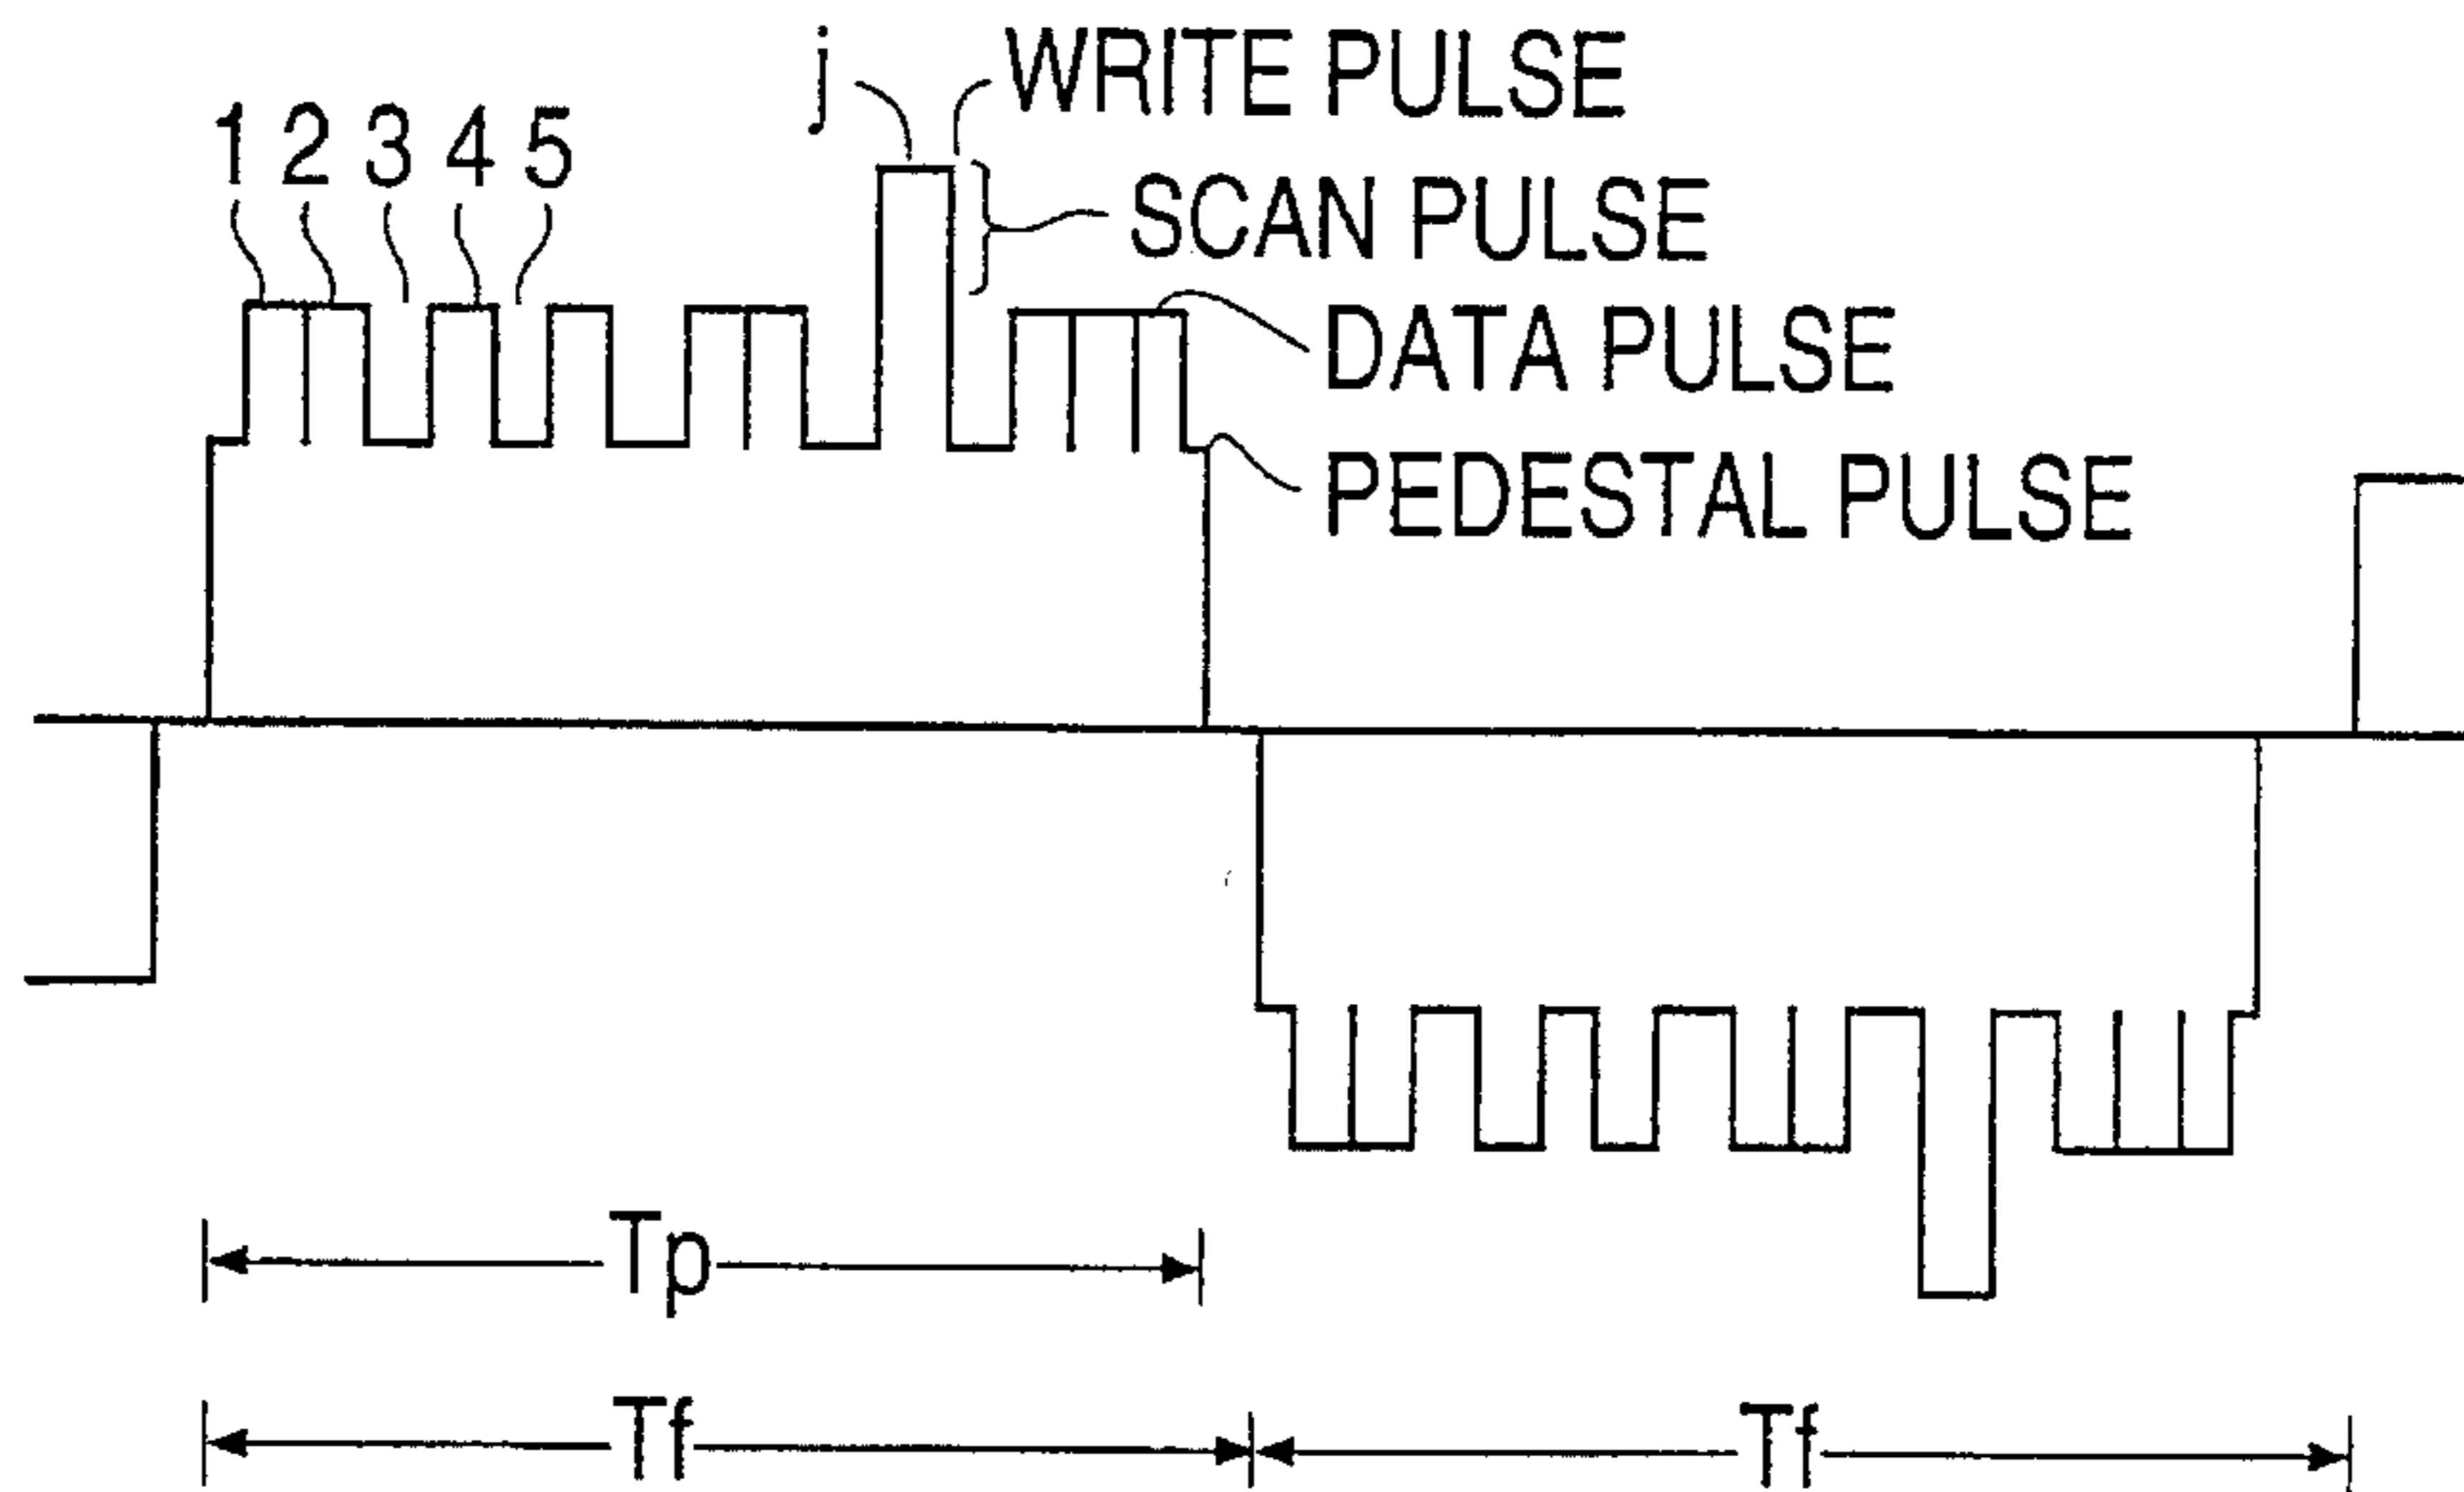 j WRITE PULSE
1 2 3 4 5
SCAN PULSE
DATA PULSE
PEDESTAL PULSE
Tp
Tf Tf